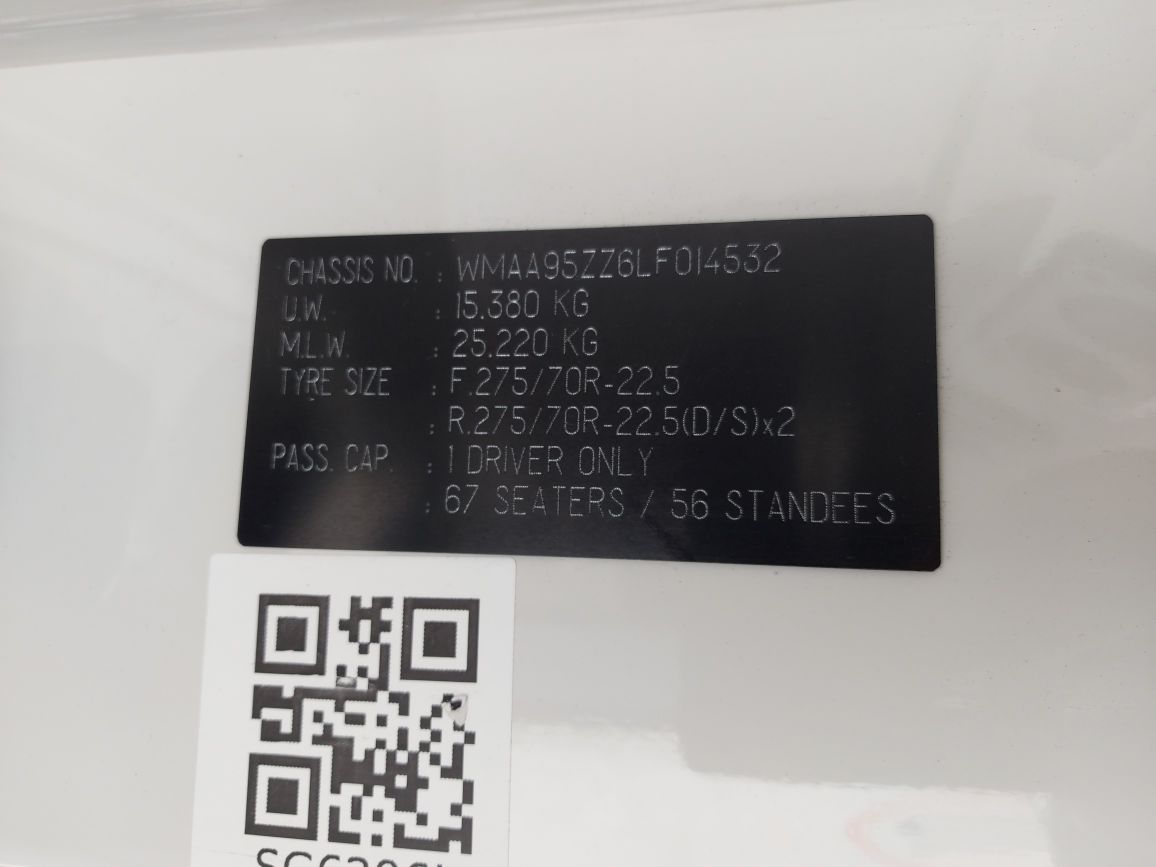 CHASSIS NO. : WMAA95ZZ6LF014532
U.W. : 15.380 KG
M.L.W. : 25.220 KG
TYRE SIZE : F.275/70R-22.5
: R.275/70R-22.5(D/S)x2
PASS. CAP. : 1 DRIVER ONLY
: 67 SEATERS / 56 STANDEES